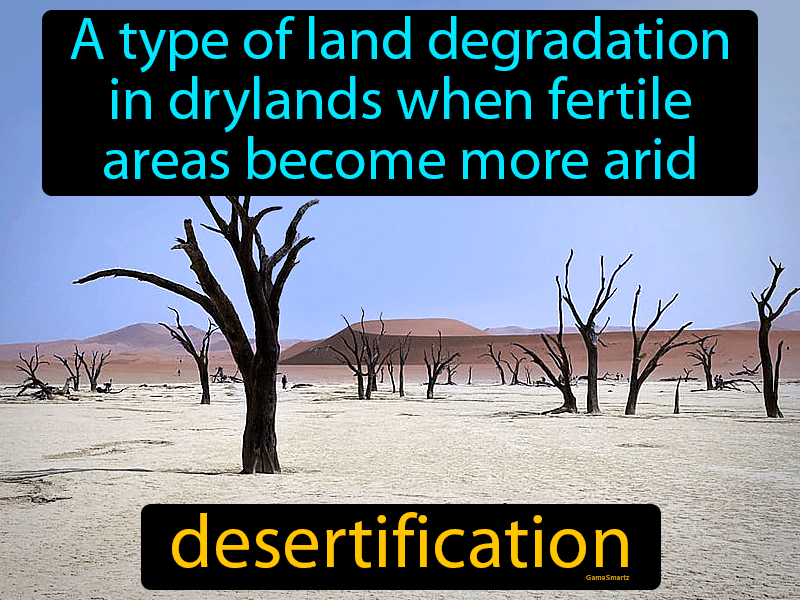 A type of land degradation
in drylands when fertile
areas become more arid
desertification
GameSmartz